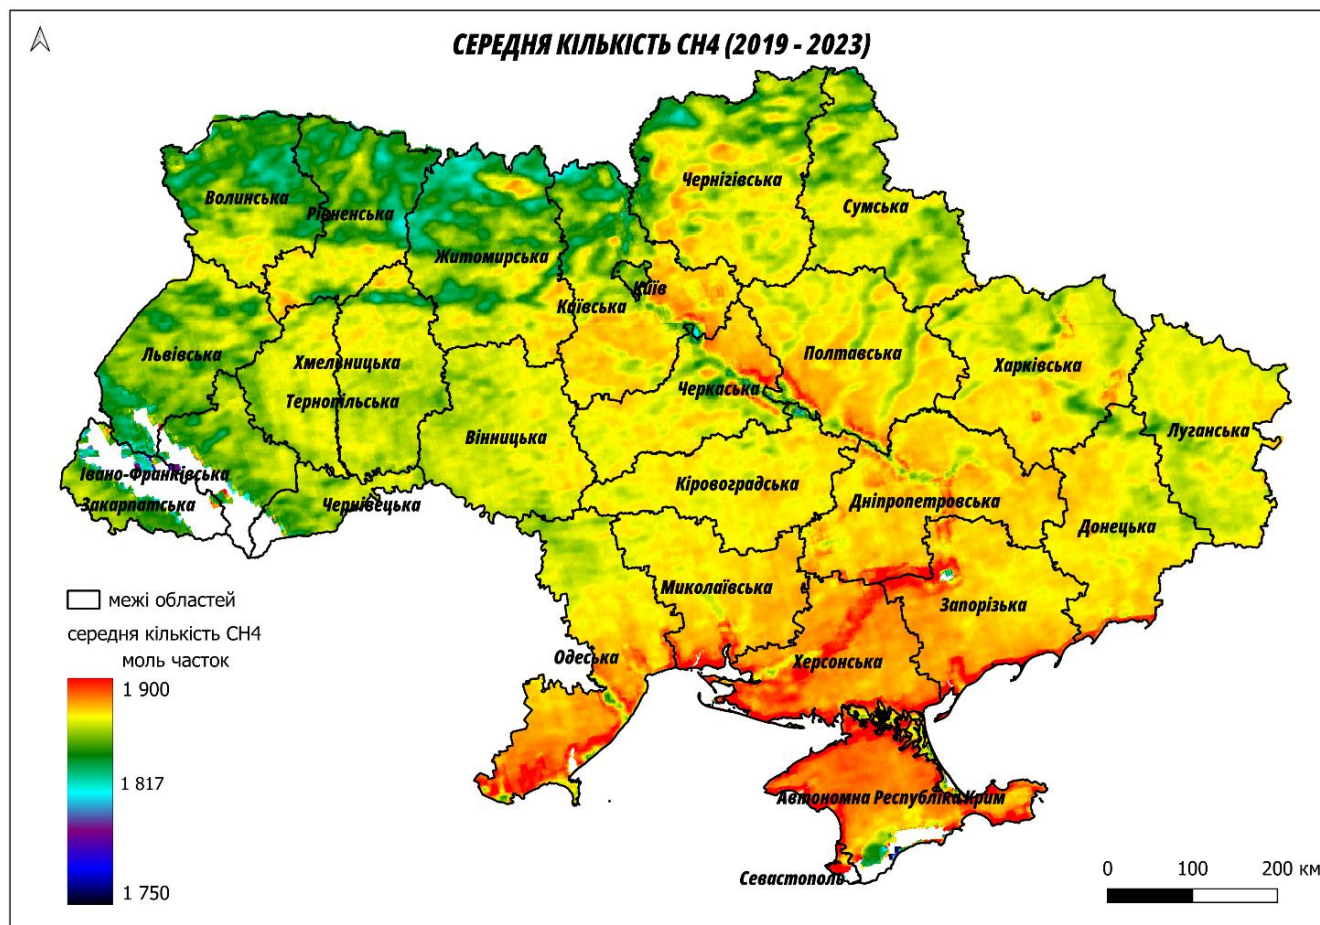 СЕРЕДНЯ КІЛЬКІСТЬ CH4 (2019 - 2023)
Волинська
Рівненська
Житомирська
Чернігівська
Сумська
Київ
Київська
Львівська
Хмельницька
Тернопільська
Вінницька
Черкаська
Полтавська
Харківська
Луганська
Івано-Франківська
Закарпатська
Чернівецька
Кіровоградська
Дніпропетровська
Донецька
Миколаївська
Запорізька
Одеська
Херсонська
Автономна Республіка Крим
Севастополь
межі областей
середня кількість CH4
моль часток
1 900
1 817
1 750
0 100 200 км